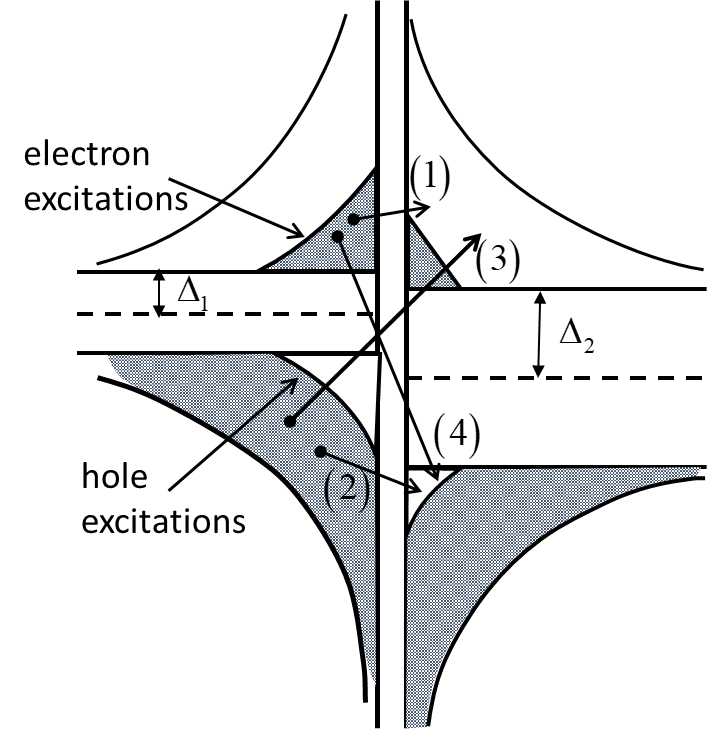 electron
excitations
(1)
(3)
Δ₁
Δ₂
(4)
hole
excitations
(2)